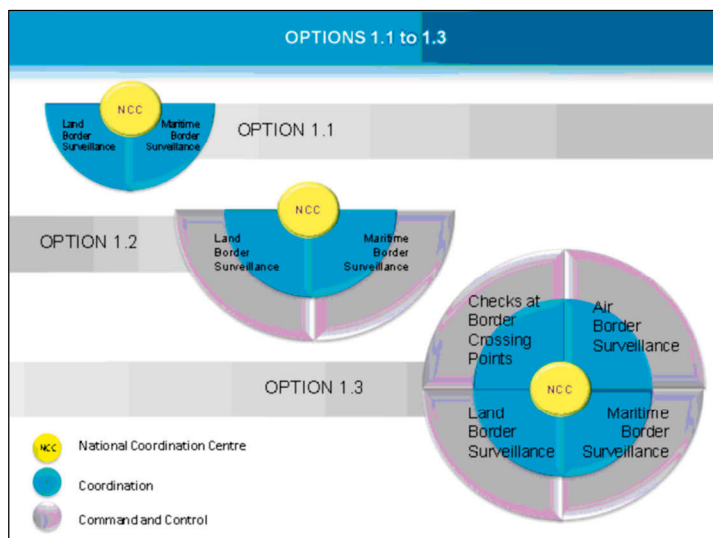 OPTIONS 1.1 to 1.3
NCC
Land
Border
Surveillance
Maritime
Border
Surveillance
OPTION 1.1
NCC
OPTION 1.2
Land
Border
Surveillance
Maritime
Border
Surveillance
Checks at
Border
Crossing
Points
Air
Border
Surveillance
OPTION 1.3
NCC
Land
Border
Surveillance
Maritime
Border
Surveillance
NCC
National Coordination Centre
Coordination
Command and Control